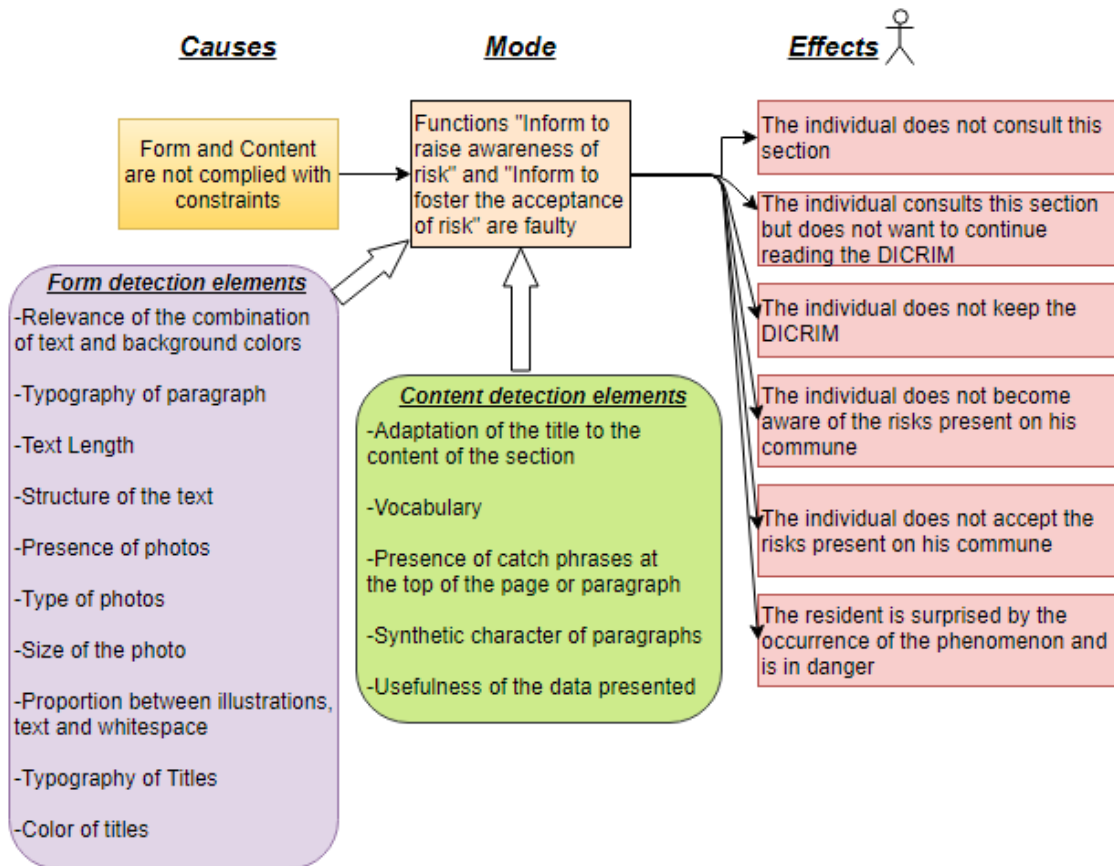 Causes
Mode
Effects
Form and Content
are not complied with
constraints
Functions "Inform to
raise awareness of
risk" and "Inform to
foster the acceptance
of risk" are faulty
The individual does not consult this
section
The individual consults this section
but does not want to continue
reading the DICRIM
The individual does not keep the
DICRIM
The individual does not become
aware of the risks present on his
commune
The individual does not accept the
risks present on his commune
The resident is surprised by the
occurrence of the phenomenon and
is in danger
Form detection elements
-Relevance of the combination
of text and background colors
-Typography of paragraph
-Text Length
-Structure of the text
-Presence of photos
-Type of photos
-Size of the photo
-Proportion between illustrations,
text and whitespace
-Typography of Titles
-Color of titles
Content detection elements
-Adaptation of the title to the
content of the section
-Vocabulary
-Presence of catch phrases at
the top of the page or paragraph
-Synthetic character of paragraphs
-Usefulness of the data presented